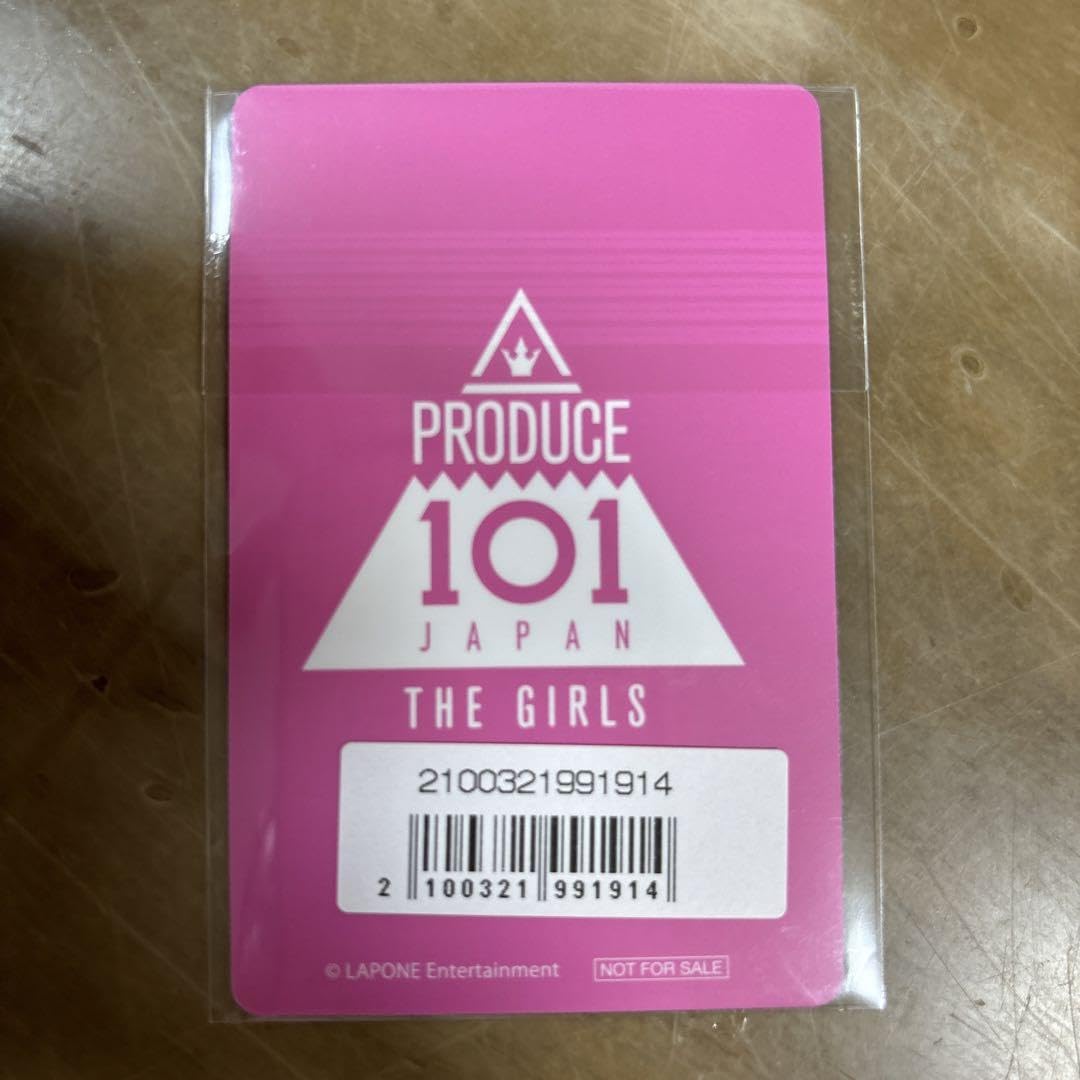 PRODUCE
101
JAPAN
THE GIRLS
2100321991914
2 100321 991914
© LAPONE Entertainment NOT FOR SALE